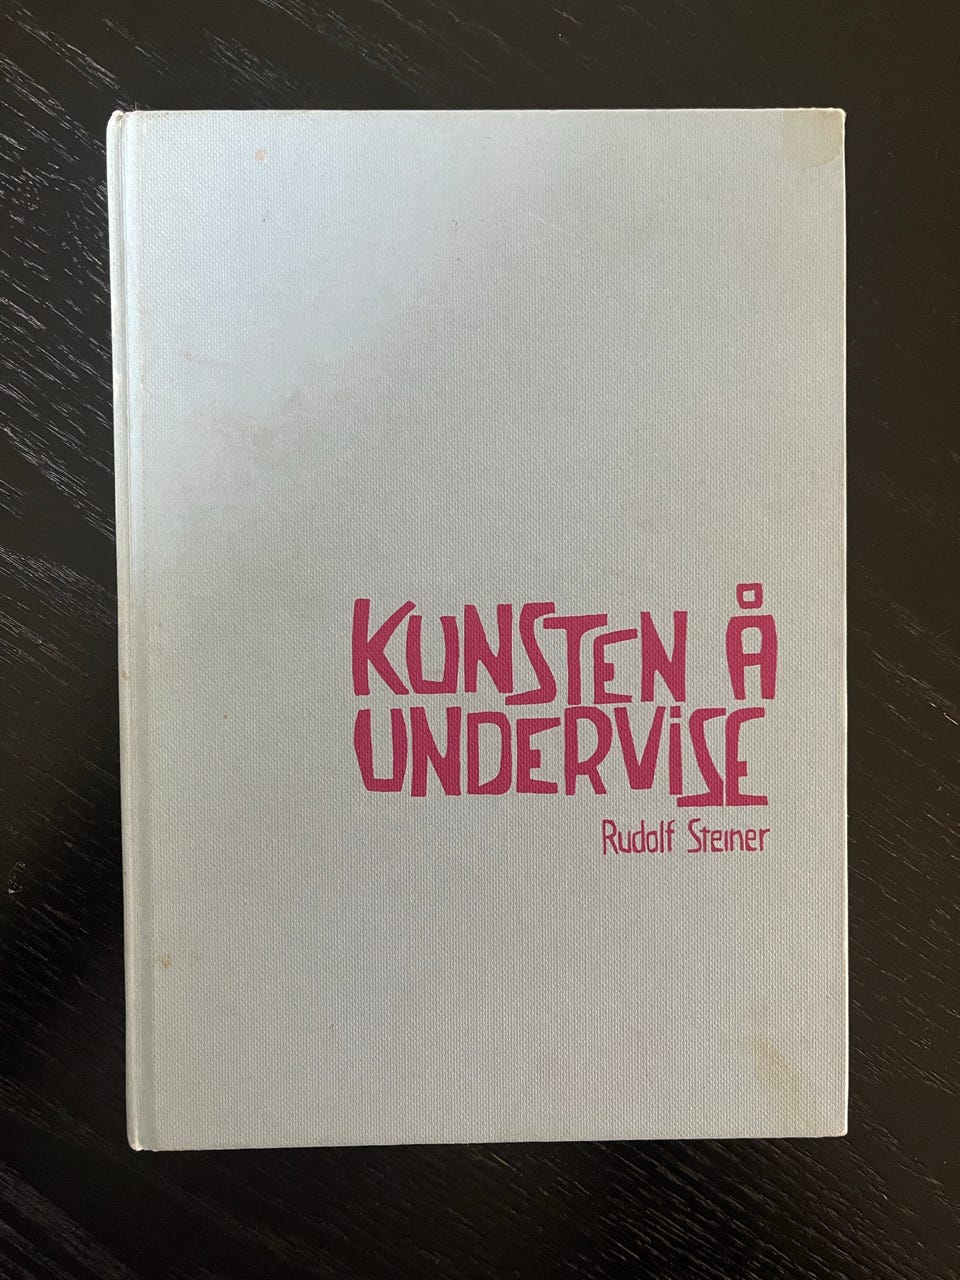 KUNSTEN Å
UNDERVISE
Rudolf Steiner